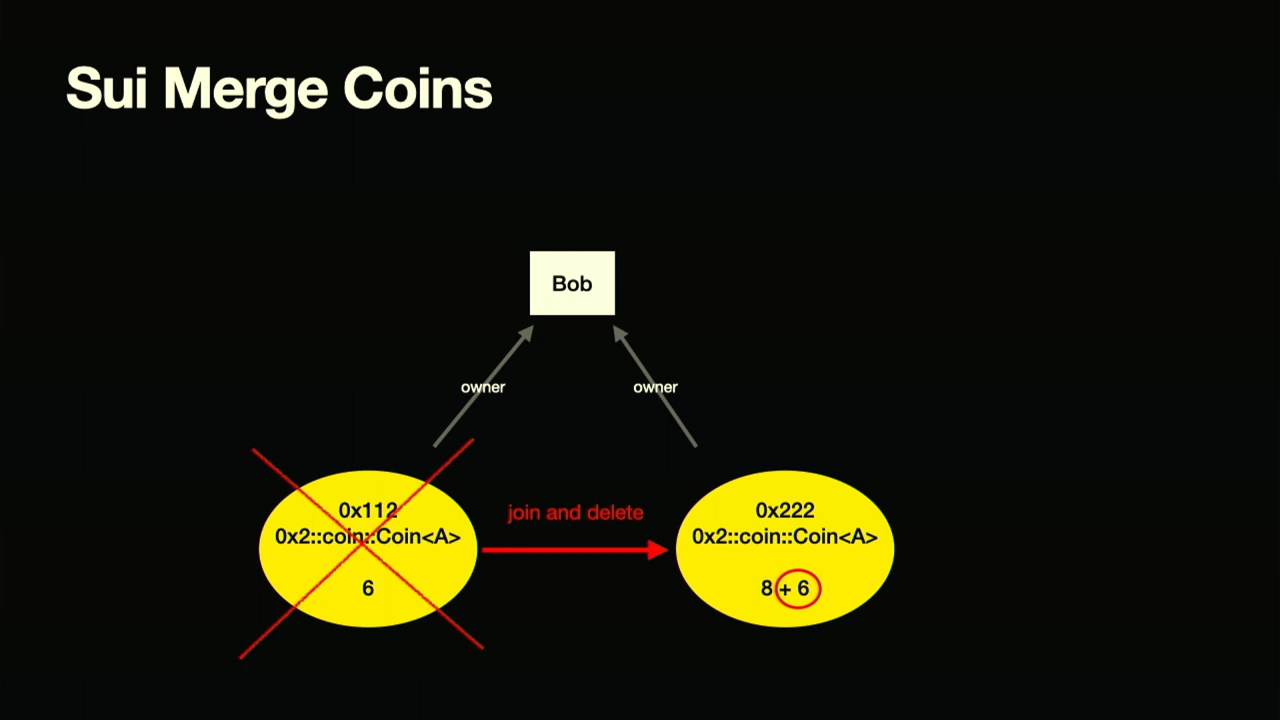 Sui Merge Coins
Bob
owner
owner
0x112
0x2::coin::Coin<A>
6
join and delete
0x222
0x2::coin::Coin<A>
8 + 6